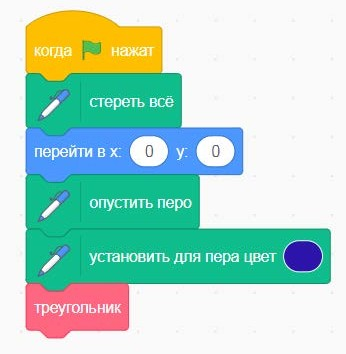 когда нажат
стереть всё
перейти в x: 0 y: 0
опустить перо
установить для пера цвет
треугольник